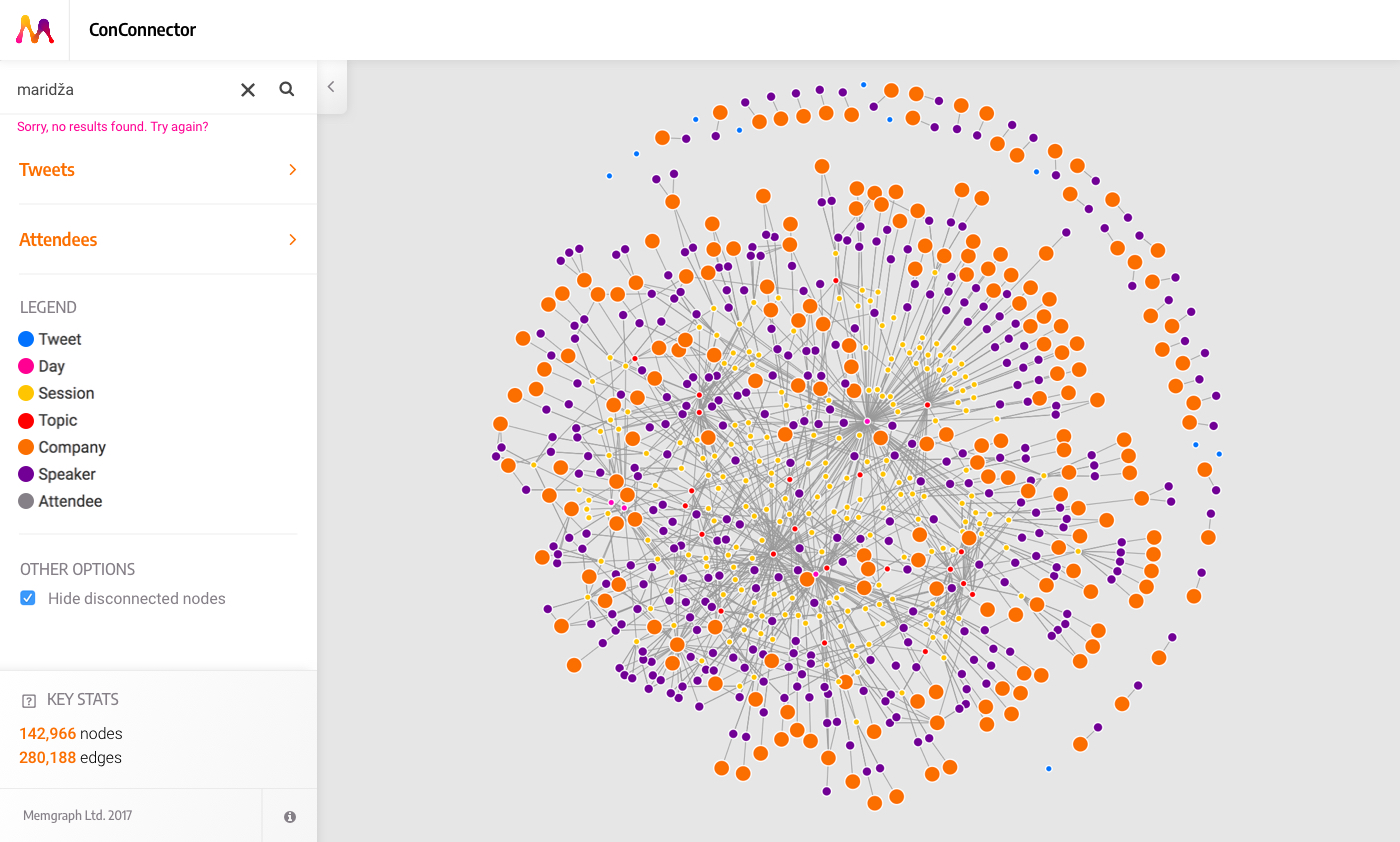 ConConnector
maridža
Sorry, no results found. Try again?
Tweets
Attendees
LEGEND
Tweet
Day
Session
Topic
Company
Speaker
Attendee
OTHER OPTIONS
Hide disconnected nodes
KEY STATS
142,966 nodes
280,188 edges
Memgraph Ltd. 2017